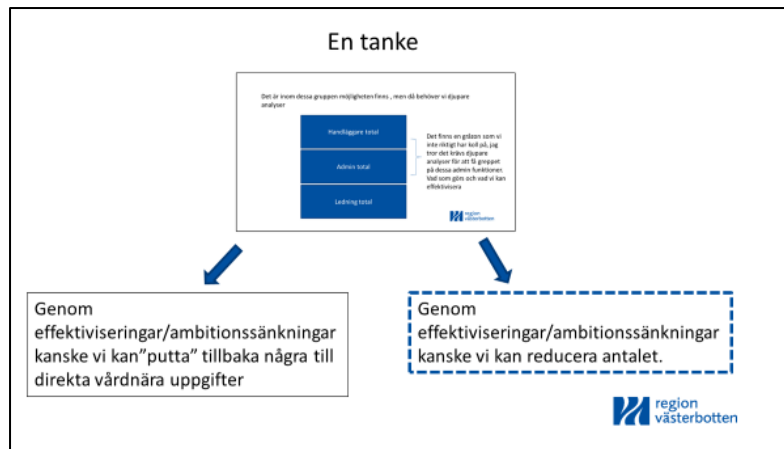 En tanke
Det är inom dessa gruppen möjligheten finns , men då behöver vi djupare
analyser
Handläggare total
Admin total
Ledning total
Det finns en gråzon som vi
inte riktigt har koll på, jag
tror det krävs djupare
analyser för att få greppet
på dessa admin funktioner.
Vad som görs och vad vi kan
effektivisera
region
västerbotten
Genom
effektiviseringar/ambitionssänkningar
kanske vi kan”putta” tillbaka några till
direkta vårdnära uppgifter
Genom
effektiviseringar/ambitionssänkningar
kanske vi kan reducera antalet.
region
västerbotten